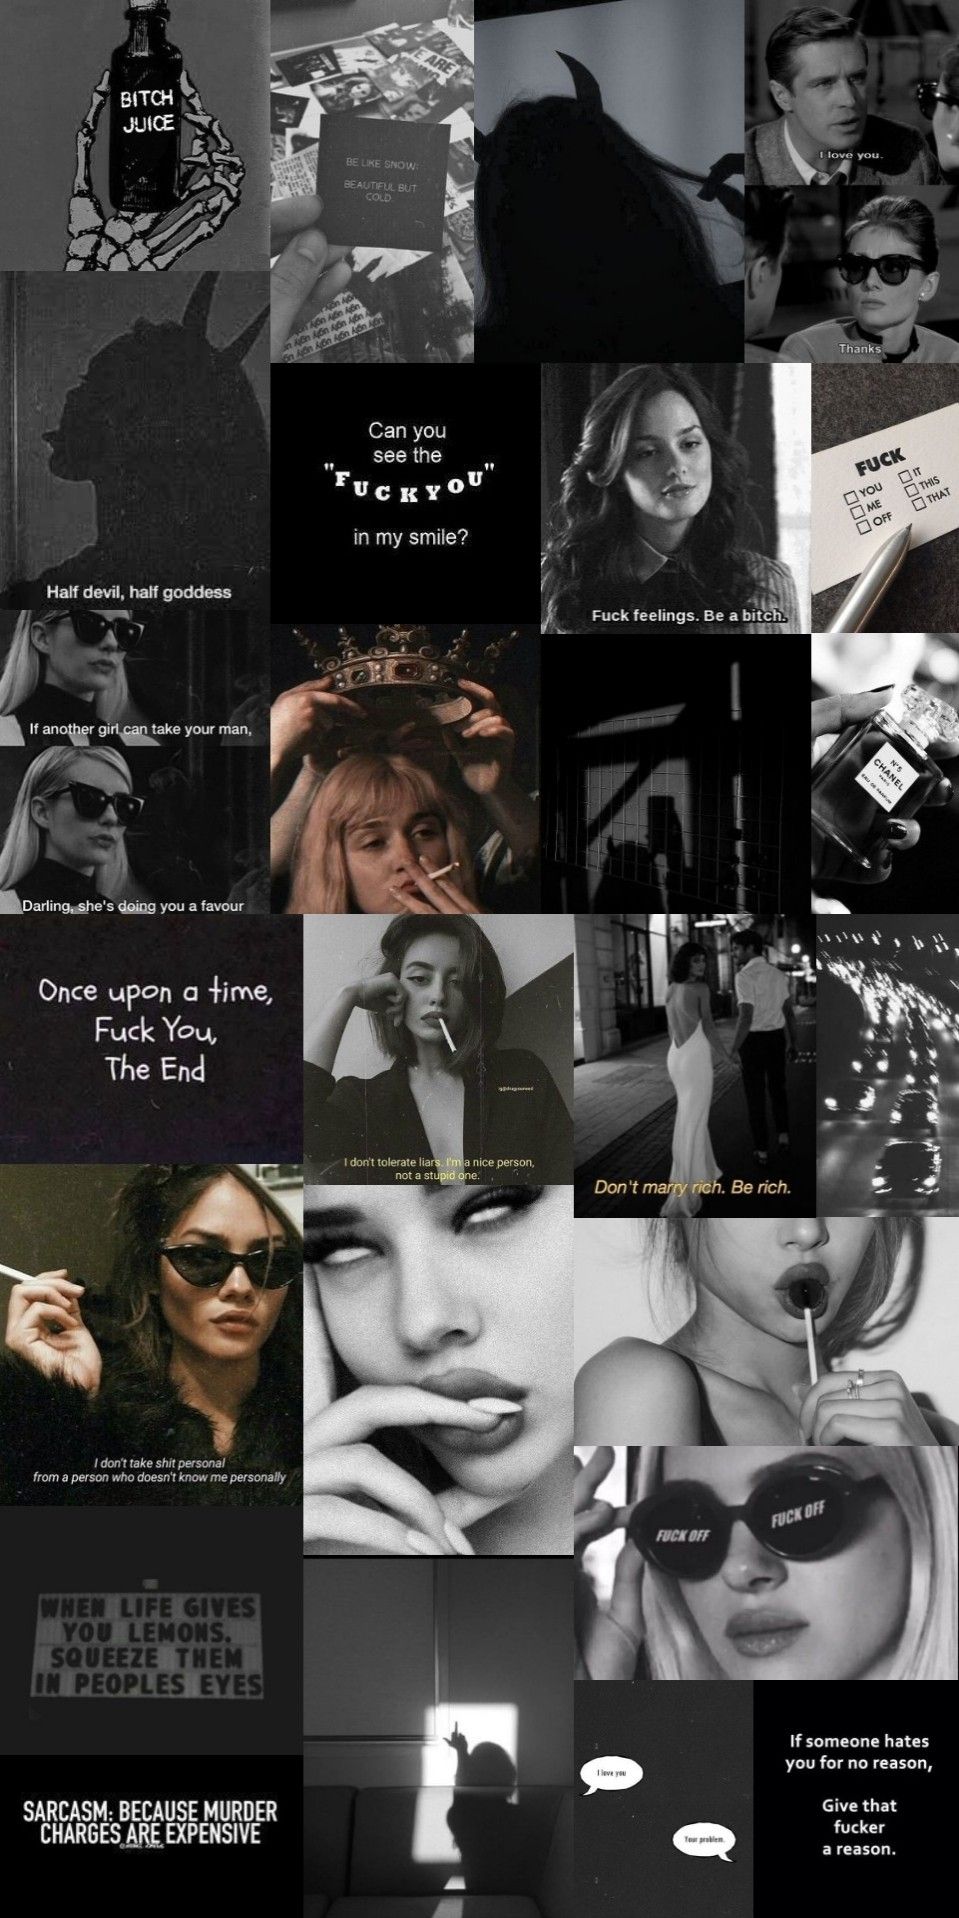 BITCH
JUICE
BE LIKE SNOW:
BEAUTIFUL BUT
COLD.
I love you.
Thanks
Half devil, half goddess
Can you
see the
"FUCK YOU"
in my smile?
Fuck feelings. Be a bitch.
FUCK
YOU
ME
OFF
IT
THIS
THAT
If another girl can take your man,
Darling, she's doing you a favour
N°5
CHANEL
PARIS
EAU DE PARFUM
Once upon a time,
Fuck You,
The End
I don't tolerate liars. I'm a nice person,
not a stupid one.
Don't marry rich. Be rich.
I don't take shit personal
from a person who doesn't know me personally
FUCK OFF
FUCK OFF
WHEN LIFE GIVES
YOU LEMONS.
SQUEEZE THEM
IN PEOPLES EYES
SARCASM: BECAUSE MURDER
CHARGES ARE EXPENSIVE
I love you
Your problem.
If someone hates
you for no reason,
Give that
fucker
a reason.